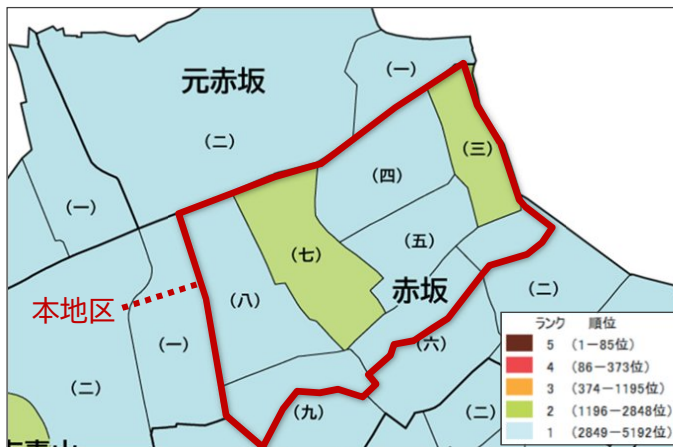 元赤坂
(一)
(二)
(三)
(四)
(一)
(七)
(五)
本地区
(八)
赤坂
(二)
(一)
(六)
(二)
(九)
(二)
ランク 順位
5 (1-85位)
4 (86-373位)
3 (374-1195位)
2 (1196-2848位)
1 (2849-5192位)